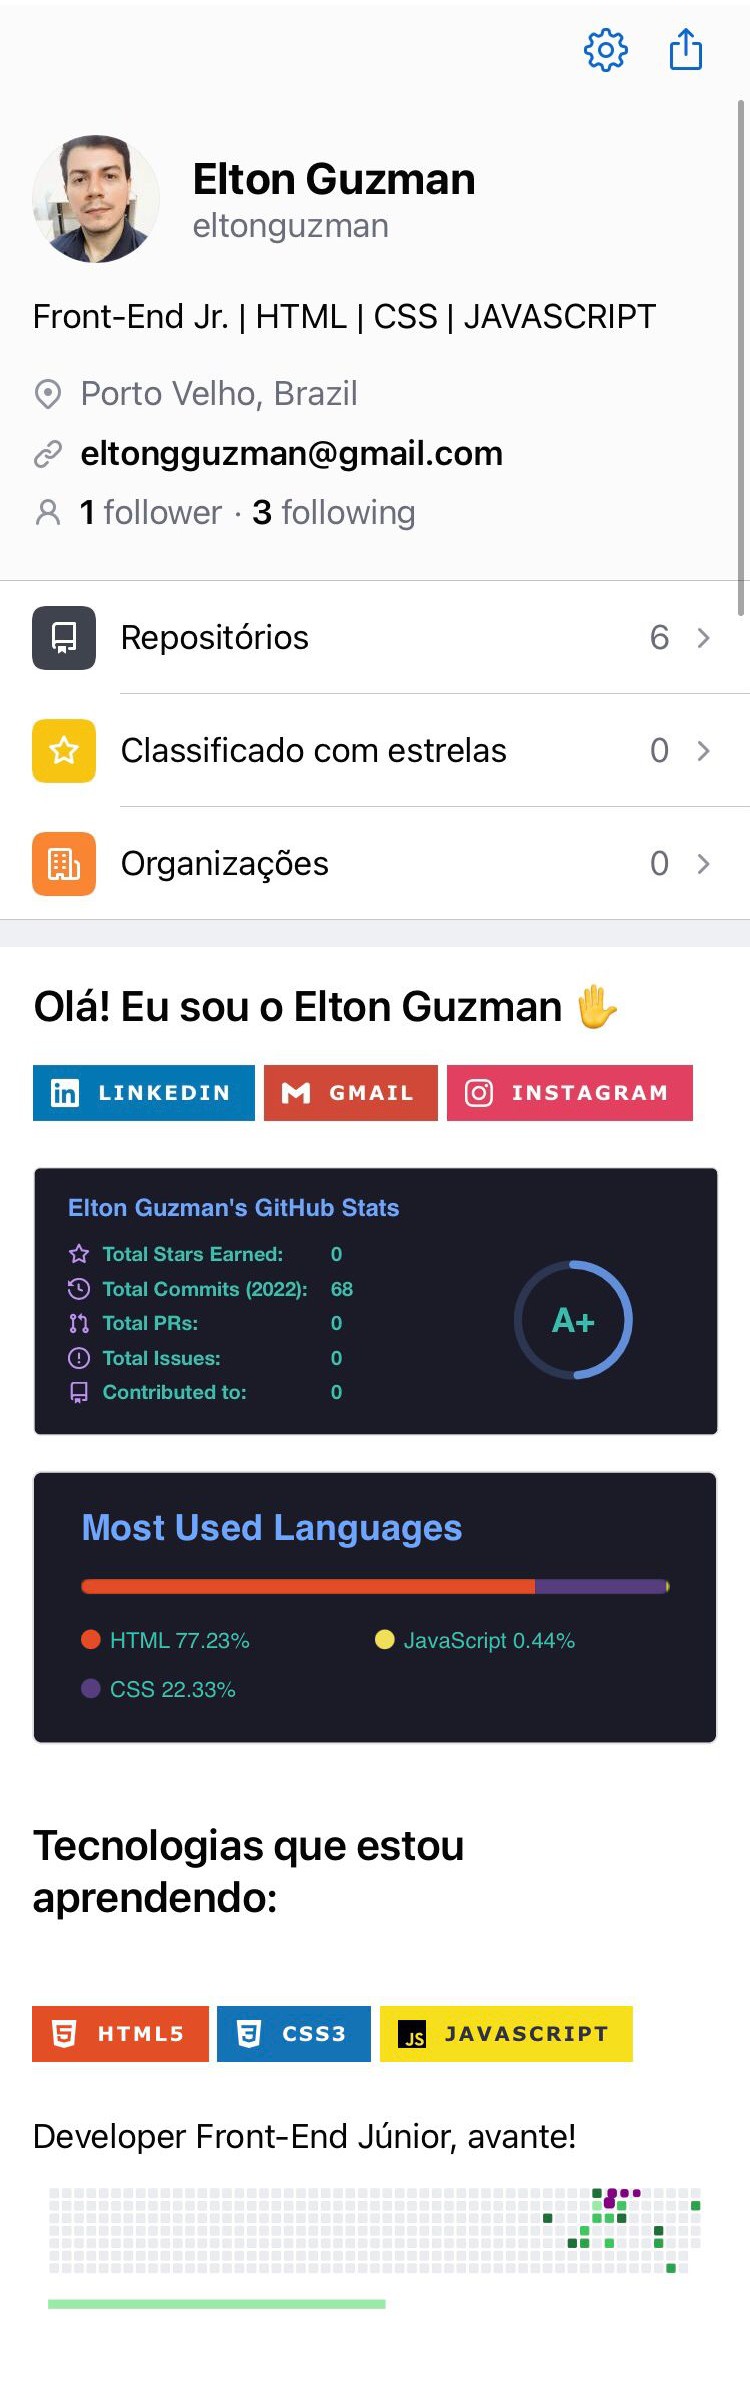 Elton Guzman
eltonguzman
Front-End Jr. | HTML | CSS | JAVASCRIPT
Porto Velho, Brazil
eltongguzman@gmail.com
1 follower · 3 following
Repositórios 6
Classificado com estrelas 0
Organizações 0
Olá! Eu sou o Elton Guzman ✋
in LINKEDIN GMAIL INSTAGRAM
Elton Guzman's GitHub Stats
Total Stars Earned: 0
Total Commits (2022): 68
Total PRs: 0
Total Issues: 0
Contributed to: 0
A+
Most Used Languages
HTML 77.23% JavaScript 0.44%
CSS 22.33%
Tecnologias que estou
aprendendo:
5 HTML5 3 CSS3 JS JAVASCRIPT
Developer Front-End Júnior, avante!